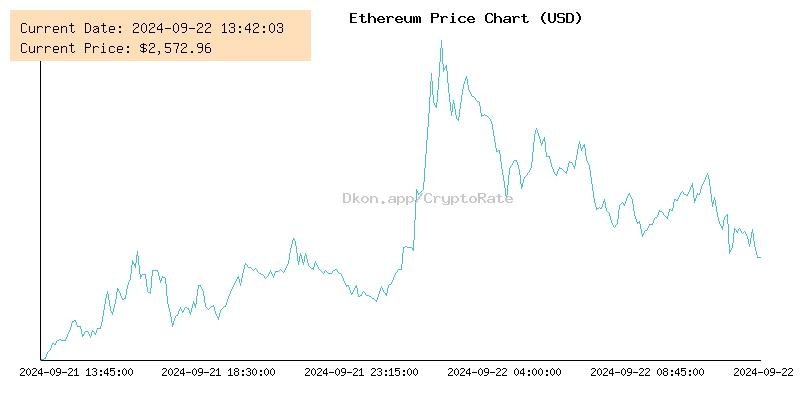 Ethereum Price Chart (USD)
Current Date: 2024-09-22 13:42:03
Current Price: $2,572.96
Dkon.app/CryptoRate
2024-09-21 13:45:00 2024-09-21 18:30:00 2024-09-21 23:15:00 2024-09-22 04:00:00 2024-09-22 08:45:00 2024-09-22